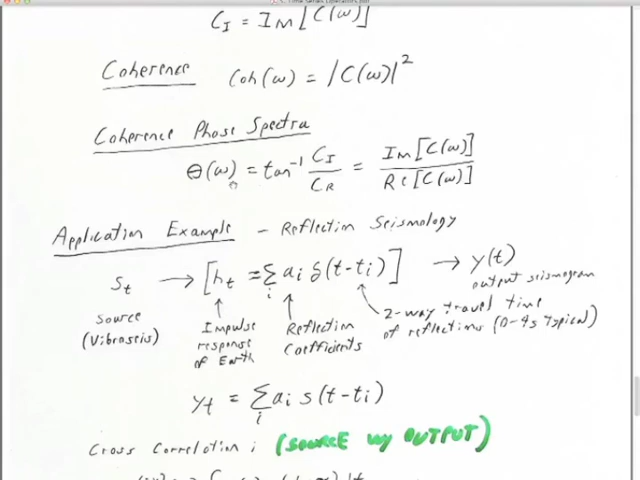 C_I = Im[C(ω)]
Coherence Coh(ω) = |C(ω)|²
Coherence Phase Spectra
Θ(ω) = tan⁻¹ C_I / C_R = Im[C(ω)] / Re[C(ω)]
Application Example - Reflection Seismology
S_t → [h_t = Σ_i a_i δ(t-t_i)] → y(t)
output seismogram
Source (Vibroseis)
Impulse response of Earth
Reflection Coefficients
2-way travel time of reflections (0-4s typical)
y_t = Σ_i a_i s(t-t_i)
Cross Correlation; (SOURCE w/ OUTPUT)